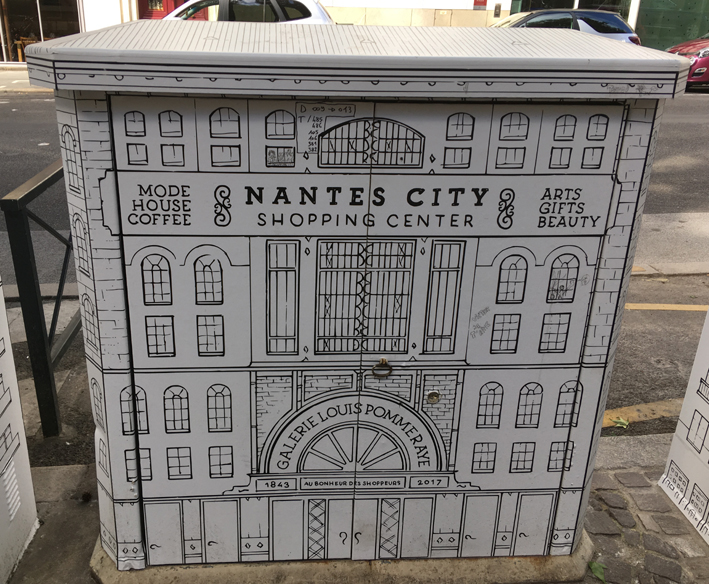 MODE
HOUSE
COFFEE
NANTES CITY
SHOPPING CENTER
ARTS
GIFTS
BEAUTY
GALERIE LOUIS POMMERAYE
1843
AU BONHEUR DES SHOPPEURS
2017